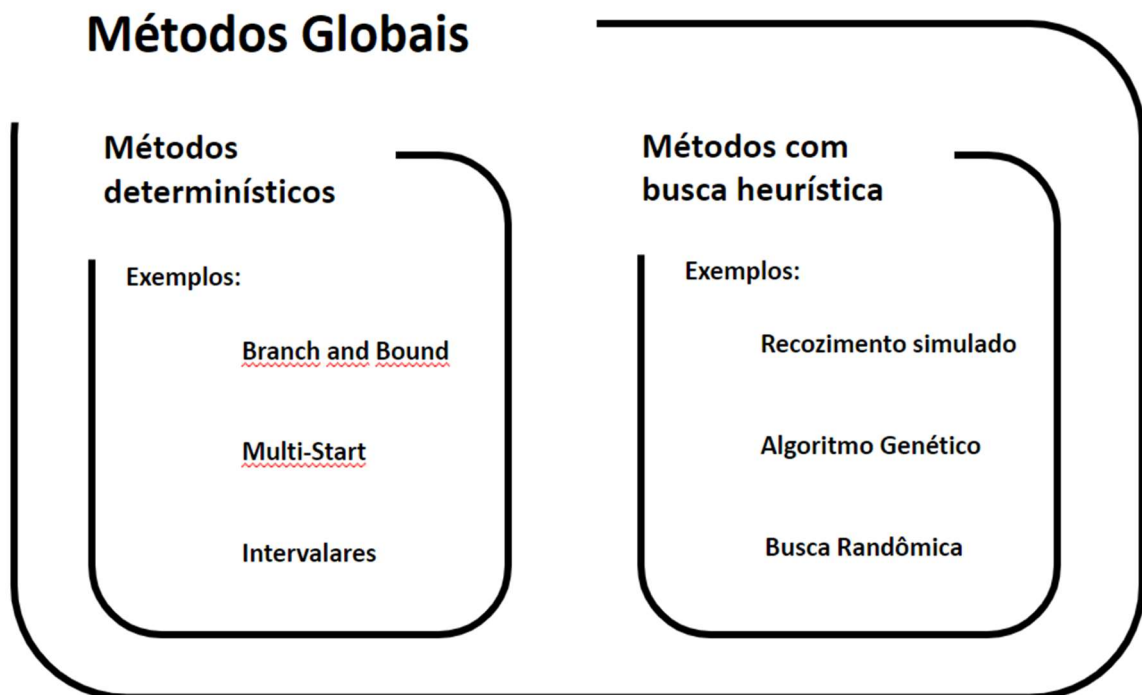 Métodos Globais
Métodos
determinísticos
Exemplos:
Branch and Bound
Multi-Start
Intervalares
Métodos com
busca heurística
Exemplos:
Recozimento simulado
Algoritmo Genético
Busca Randômica